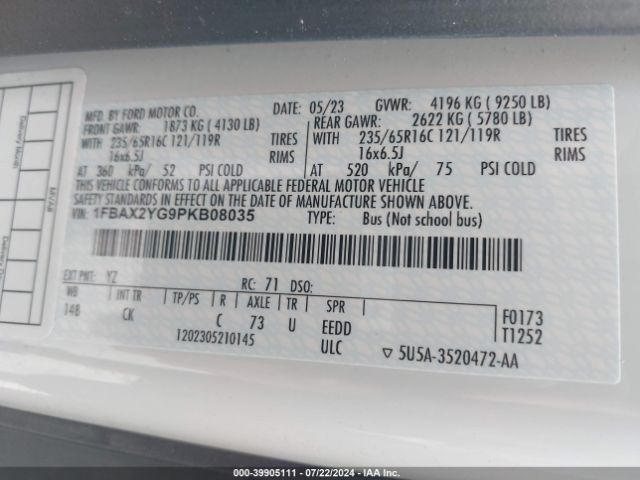 MFD. BY FORD MOTOR CO. DATE: 05/23 GVWR: 4196 KG ( 9250 LB)
FRONT GAWR: 1873 KG ( 4130 LB) REAR GAWR: 2622 KG ( 5780 LB)
WITH 235/65R16C 121/119R TIRES WITH 235/65R16C 121/119R TIRES
16x6.5J RIMS 16x6.5J RIMS
AT 360 kPa/ 52 PSI COLD AT 520 kPa/ 75 PSI COLD
THIS VEHICLE CONFORMS TO ALL APPLICABLE FEDERAL MOTOR VEHICLE
SAFETY STANDARDS IN EFFECT ON THE DATE OF MANUFACTURE SHOWN ABOVE.
VIN: 1FBAX2YG9PKB08035 TYPE: Bus (Not school bus)
EXT PNT: YZ RC: 71 DSO:
WB INT TR TP/PS R AXLE TR SPR
148 CK C 73 U EEDD
1202305210145 ULC
F0173
T1252
▽ 5U5A-3520472-AA
Delivery Month
000-39905111 - 07/22/2024 - IAA Inc.